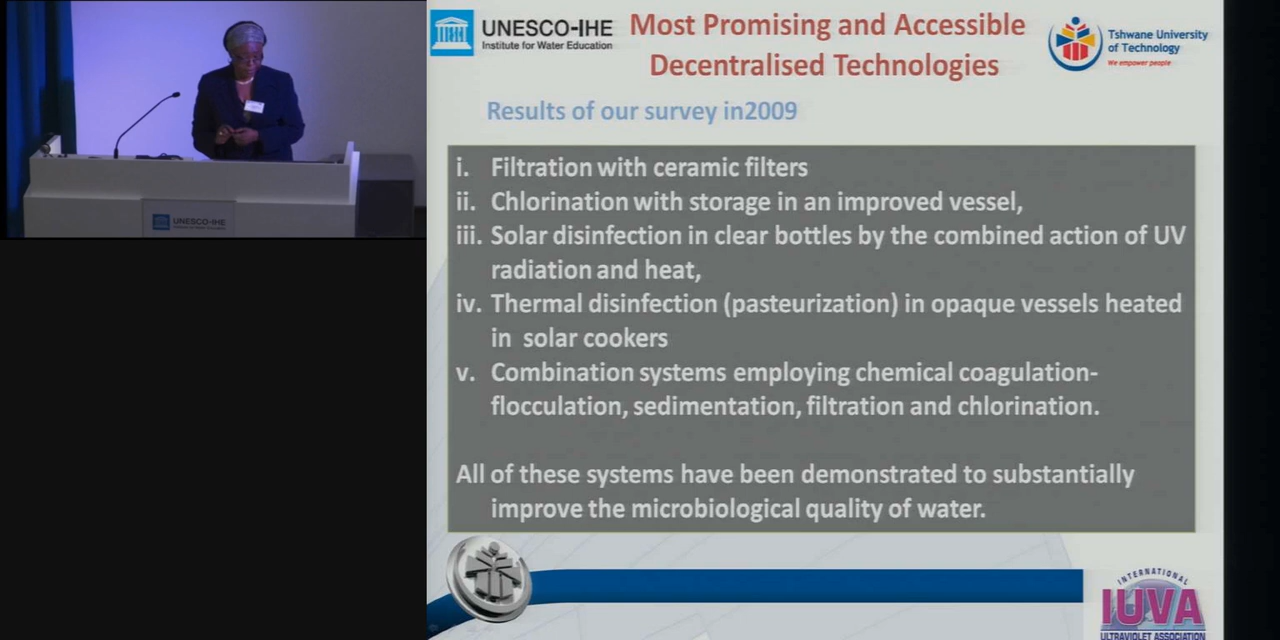 UNESCO-IHE
Institute for Water Education
Most Promising and Accessible
Decentralised Technologies
Tshwane University
of Technology
We empower people
Results of our survey in2009
i. Filtration with ceramic filters
ii. Chlorination with storage in an improved vessel,
iii. Solar disinfection in clear bottles by the combined action of UV
radiation and heat,
iv. Thermal disinfection (pasteurization) in opaque vessels heated
in solar cookers
v. Combination systems employing chemical coagulation-
flocculation, sedimentation, filtration and chlorination.
All of these systems have been demonstrated to substantially
improve the microbiological quality of water.
UNESCO-IHE
INTERNATIONAL
IUVA
ULTRAVIOLET ASSOCIATION